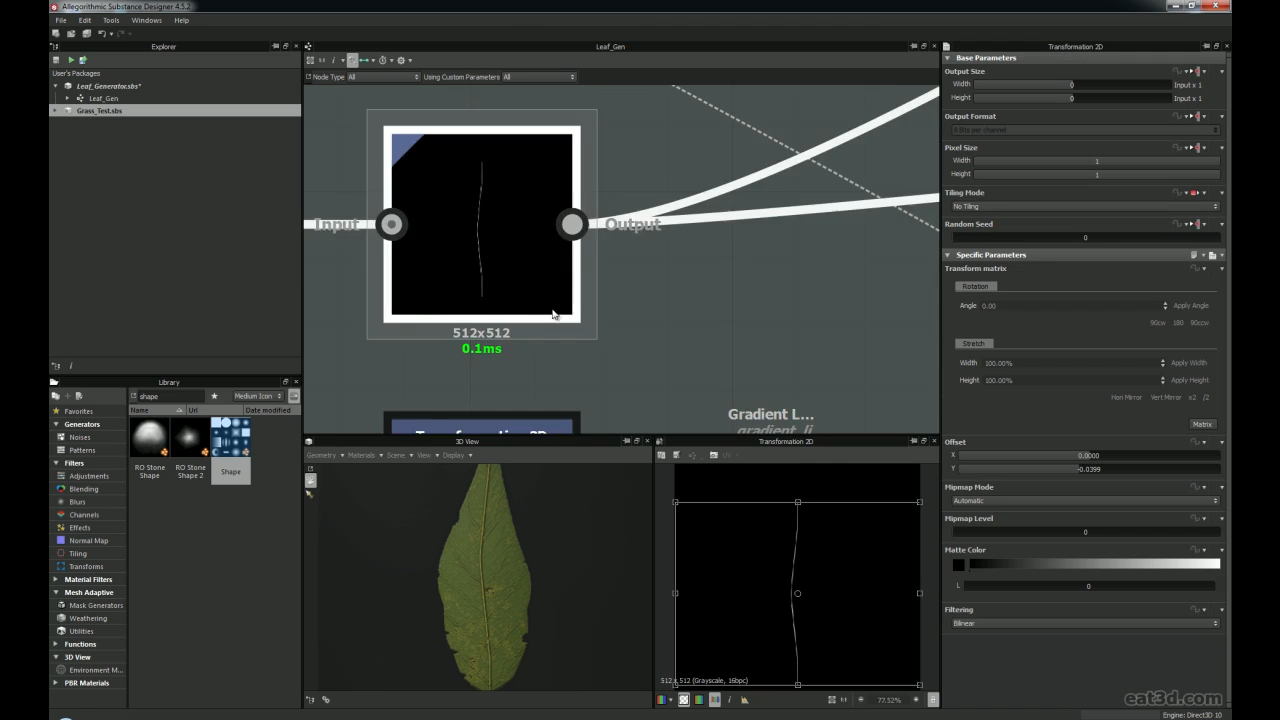 Allegorithmic Substance Designer 4.5.2
File Edit Tools Windows Help
Explorer
User's Packages
Leaf_Generator.sbs*
Leaf_Gen
Grass_Test.sbs
Library
shape
Medium Icon
Favorites
Generators
Noises
Patterns
Filters
Adjustments
Blending
Blurs
Channels
Effects
Normal Map
Tiling
Transforms
Material Filters
Mesh Adaptive
Mask Generators
Weathering
Utilities
Functions
3D View
Environment M...
PBR Materials
Name Url Date modified
RO Stone Shape
RO Stone Shape 2
Shape
Leaf_Gen
Node Type All Using Custom Parameters All
Input
Output
512x512
0.1ms
Transformation 2D
Gradient L...
gradient_li
3D View
Geometry Materials Scene View Display
Transformation 2D
UV
512 x 512 (Grayscale, 16bpc)
77.52%
Transformation 2D
Base Parameters
Output Size
Width 0 Input x 1
Height 0 Input x 1
Output Format
8 Bits per channel
Pixel Size
Width 1
Height 1
Tiling Mode
No Tiling
Random Seed
0
Specific Parameters
Transform matrix
Rotation
Angle 0.00 Apply Angle
90cw 180 90ccw
Stretch
Width 100.00% Apply Width
Height 100.00% Apply Height
Hori Mirror Vert Mirror x2 /2
Matrix
Offset
X 0.0000
Y -0.0399
Mipmap Mode
Automatic
Mipmap Level
0
Matte Color
L 0
Filtering
Bilinear
eat3d.com
Engine: Direct3D 10